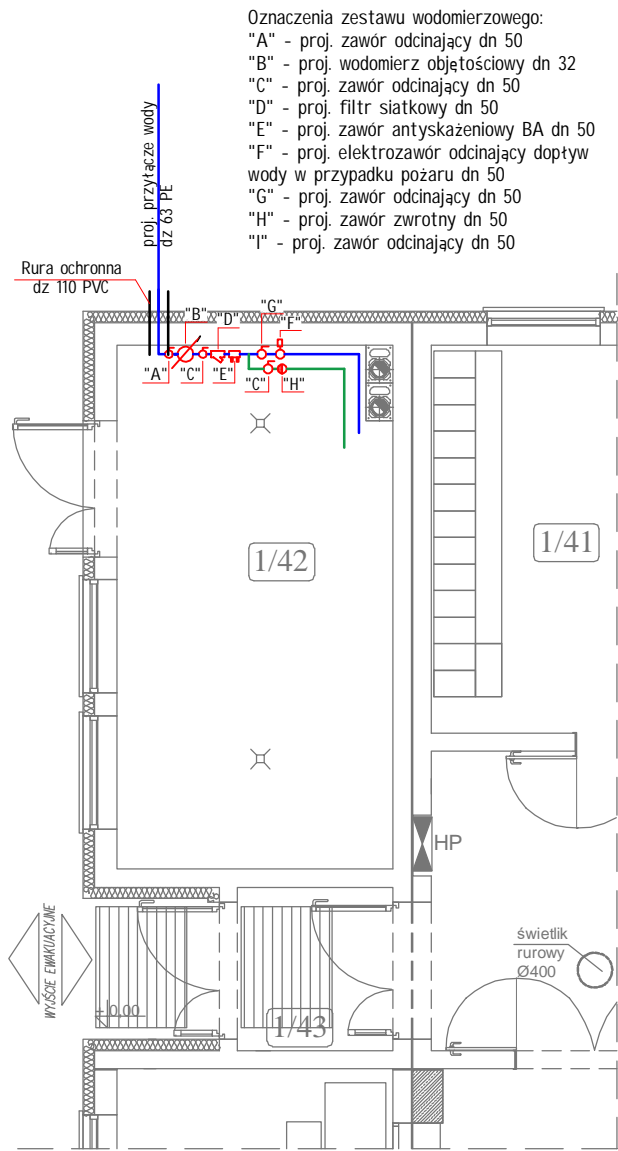 Oznaczenia zestawu wodomierzowego:
"A" - proj. zawór odcinający dn 50
"B" - proj. wodomierz objętościowy dn 32
"C" - proj. zawór odcinający dn 50
"D" - proj. filtr siatkowy dn 50
"E" - proj. zawór antyskażeniowy BA dn 50
"F" - proj. elektrozawór odcinający dopływ
wody w przypadku pożaru dn 50
"G" - proj. zawór odcinający dn 50
"H" - proj. zawór zwrotny dn 50
"I" - proj. zawór odcinający dn 50
proj. przyłącze wody
dz 63 PE
Rura ochronna
dz 110 PVC
"B"
"D"
"G"
"F"
"A"
"C"
"E"
"C"
"H"
1/42
1/41
HP
WYJŚCIE EWAKUACYJNE
± 0,00
1/43
świetlik
rurowy
Ø400